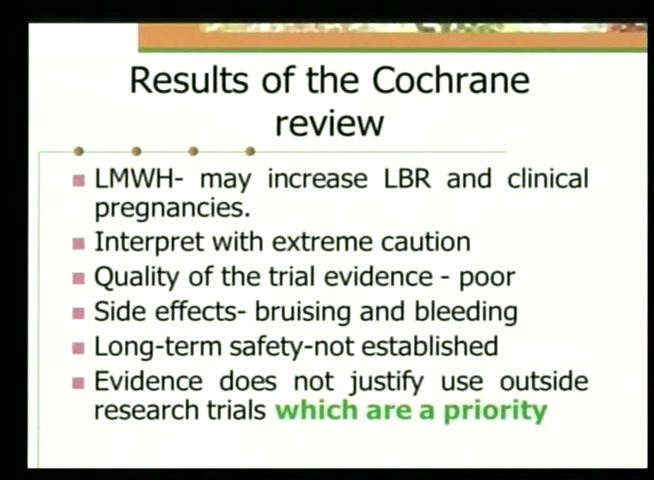 Results of the Cochrane
review
LMWH- may increase LBR and clinical
pregnancies.
Interpret with extreme caution
Quality of the trial evidence - poor
Side effects- bruising and bleeding
Long-term safety-not established
Evidence does not justify use outside
research trials which are a priority